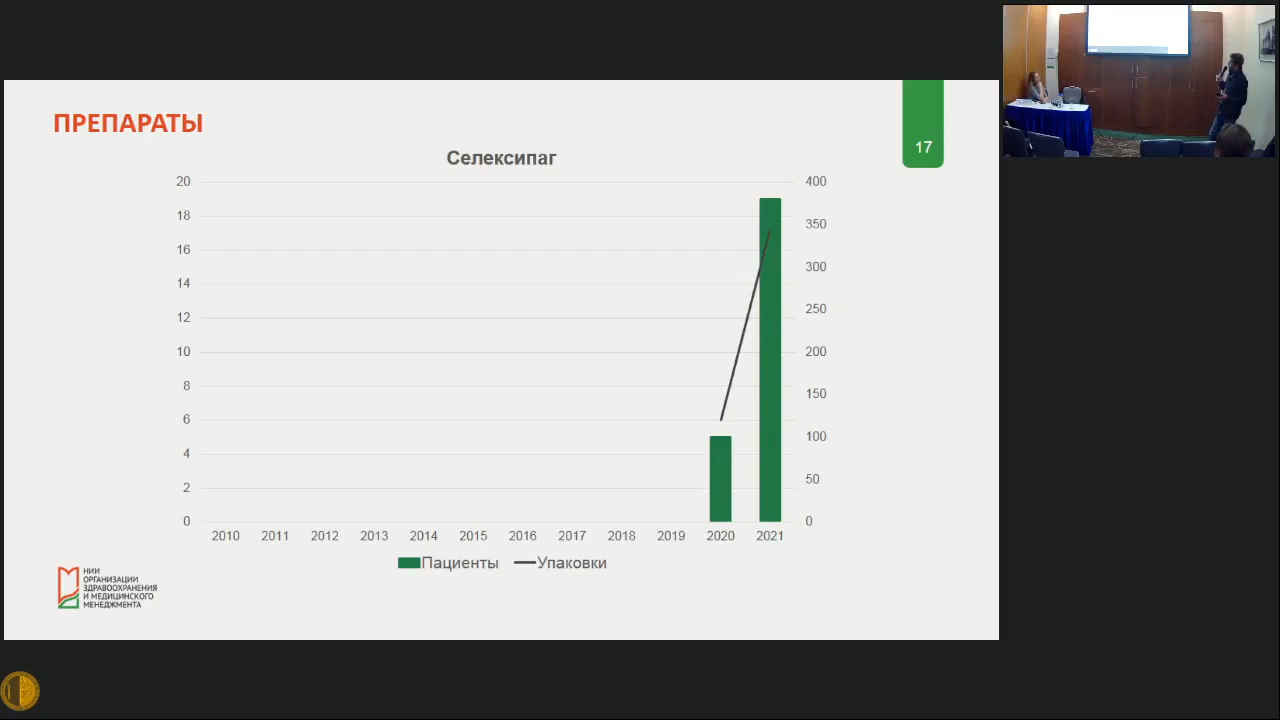 ПРЕПАРАТЫ
17
Селексипаг
20 400
18 350
16 300
14 250
12
10 200
8 150
6
4 100
2 50
0 0
2010 2011 2012 2013 2014 2015 2016 2017 2018 2019 2020 2021
Пациенты Упаковки
НИИ
ОРГАНИЗАЦИИ
ЗДРАВООХРАНЕНИЯ
И МЕДИЦИНСКОГО
МЕНЕДЖМЕНТА